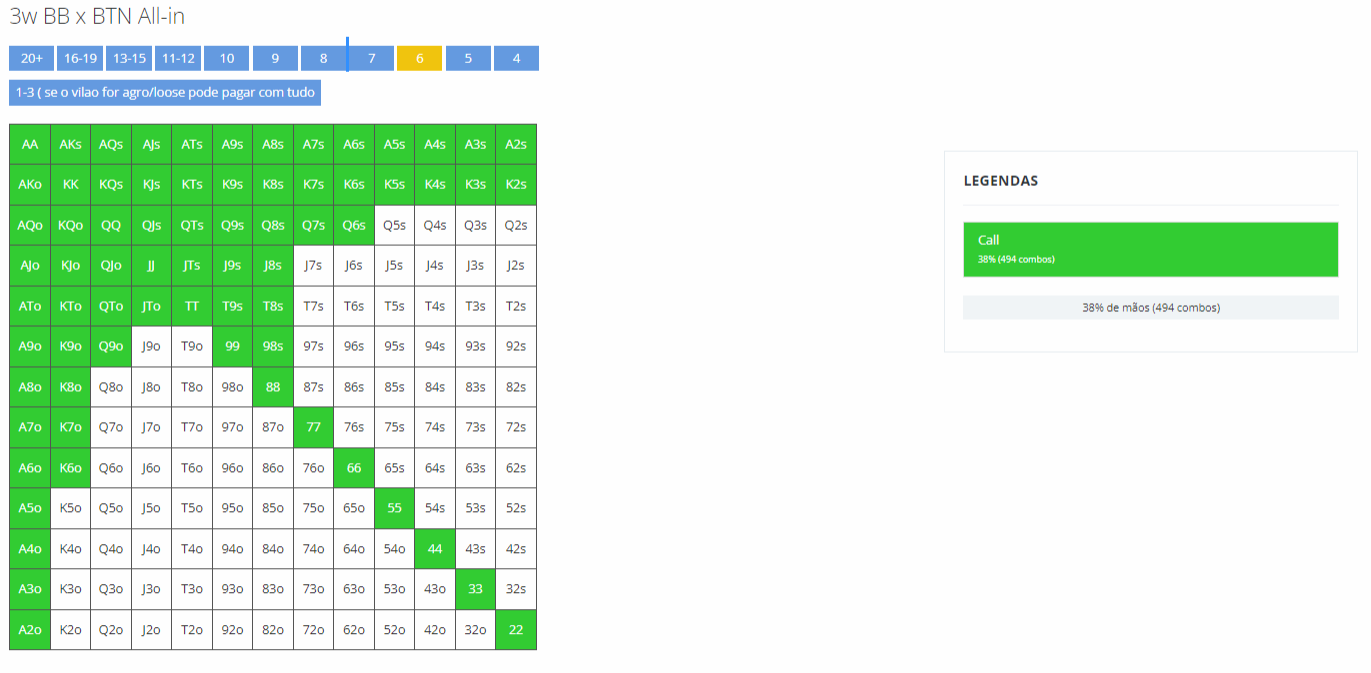 3w BB x BTN All-in
20+ 16-19 13-15 11-12 10 9 8 7 6 5 4
1-3 ( se o vilao for agro/loose pode pagar com tudo
AA AKs AQs AJs ATs A9s A8s A7s A6s A5s A4s A3s A2s
AKo KK KQs KJs KTs K9s K8s K7s K6s K5s K4s K3s K2s
AQo KQo QQ QJs QTs Q9s Q8s Q7s Q6s Q5s Q4s Q3s Q2s
AJo KJo QJo JJ JTs J9s J8s J7s J6s J5s J4s J3s J2s
ATo KTo QTo JTo TT T9s T8s T7s T6s T5s T4s T3s T2s
A9o K9o Q9o J9o T9o 99 98s 97s 96s 95s 94s 93s 92s
A8o K8o Q8o J8o T8o 98o 88 87s 86s 85s 84s 83s 82s
A7o K7o Q7o J7o T7o 97o 87o 77 76s 75s 74s 73s 72s
A6o K6o Q6o J6o T6o 96o 86o 76o 66 65s 64s 63s 62s
A5o K5o Q5o J5o T5o 95o 85o 75o 65o 55 54s 53s 52s
A4o K4o Q4o J4o T4o 94o 84o 74o 64o 54o 44 43s 42s
A3o K3o Q3o J3o T3o 93o 83o 73o 63o 53o 43o 33 32s
A2o K2o Q2o J2o T2o 92o 82o 72o 62o 52o 42o 32o 22
LEGENDAS
Call
38% (494 combos)
38% de mãos (494 combos)